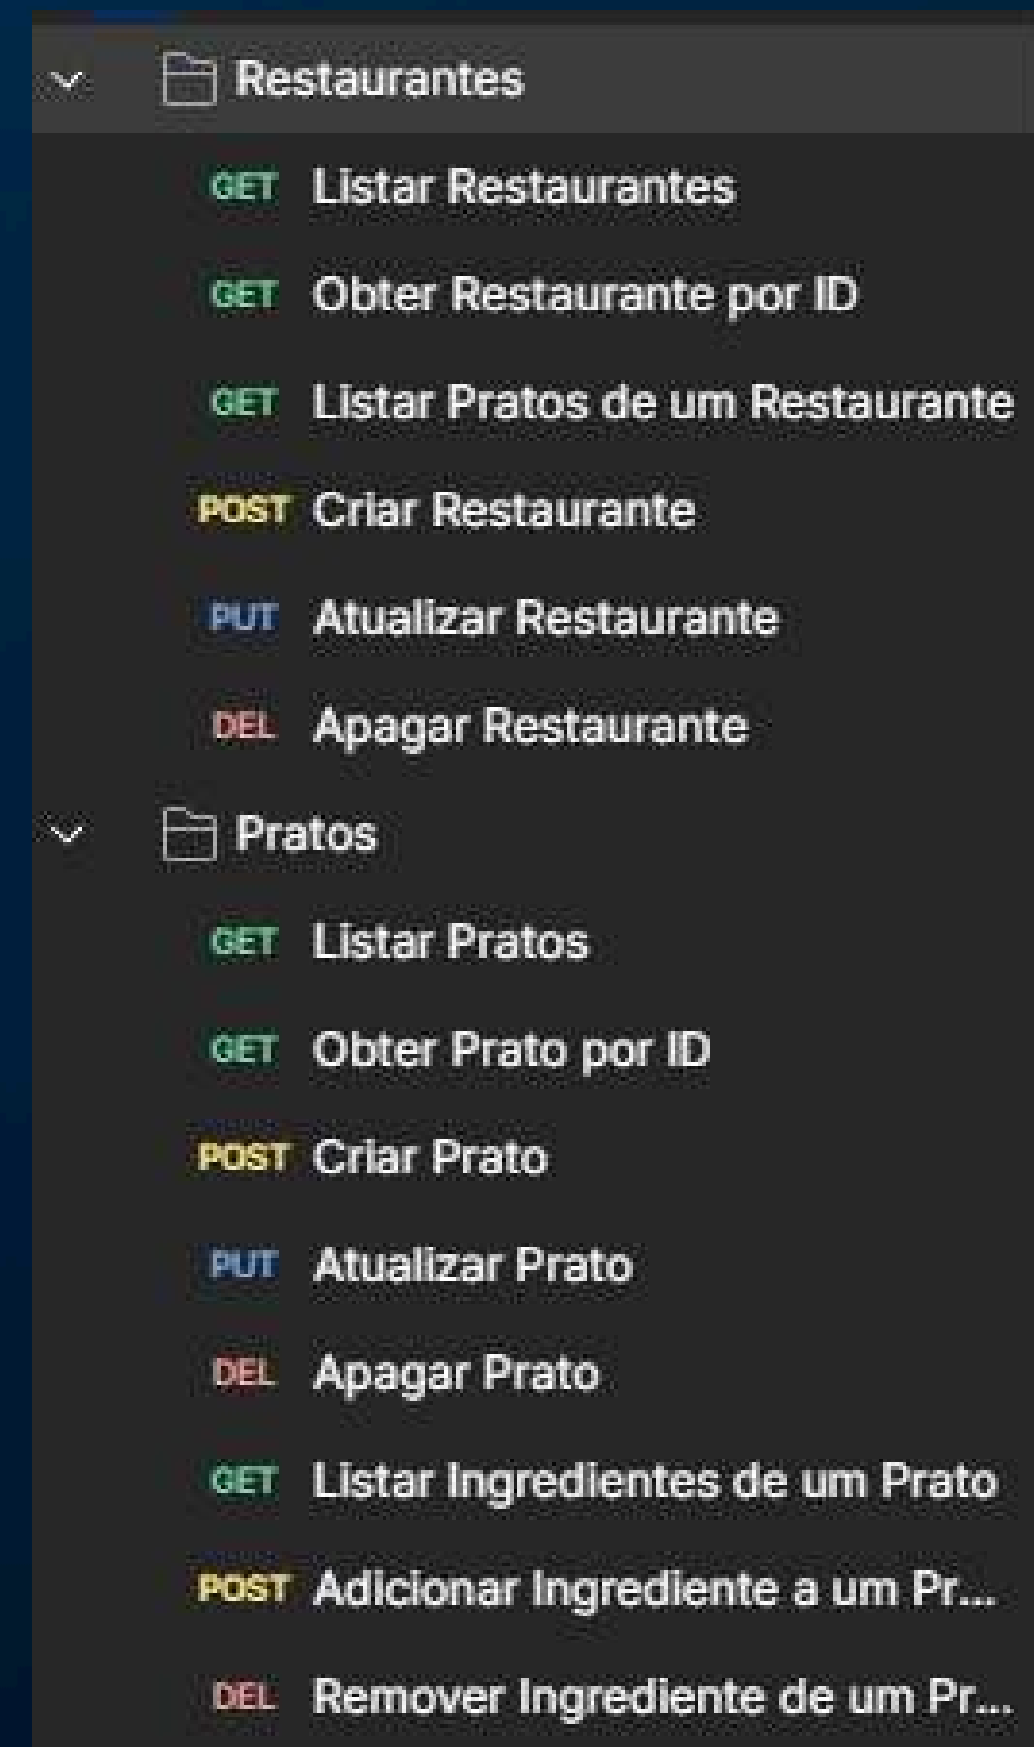 Restaurantes
GET Listar Restaurantes
GET Obter Restaurante por ID
GET Listar Pratos de um Restaurante
POST Criar Restaurante
PUT Atualizar Restaurante
DEL Apagar Restaurante
Pratos
GET Listar Pratos
GET Obter Prato por ID
POST Criar Prato
PUT Atualizar Prato
DEL Apagar Prato
GET Listar Ingredientes de um Prato
POST Adicionar Ingrediente a um Pr...
DEL Remover Ingrediente de um Pr...